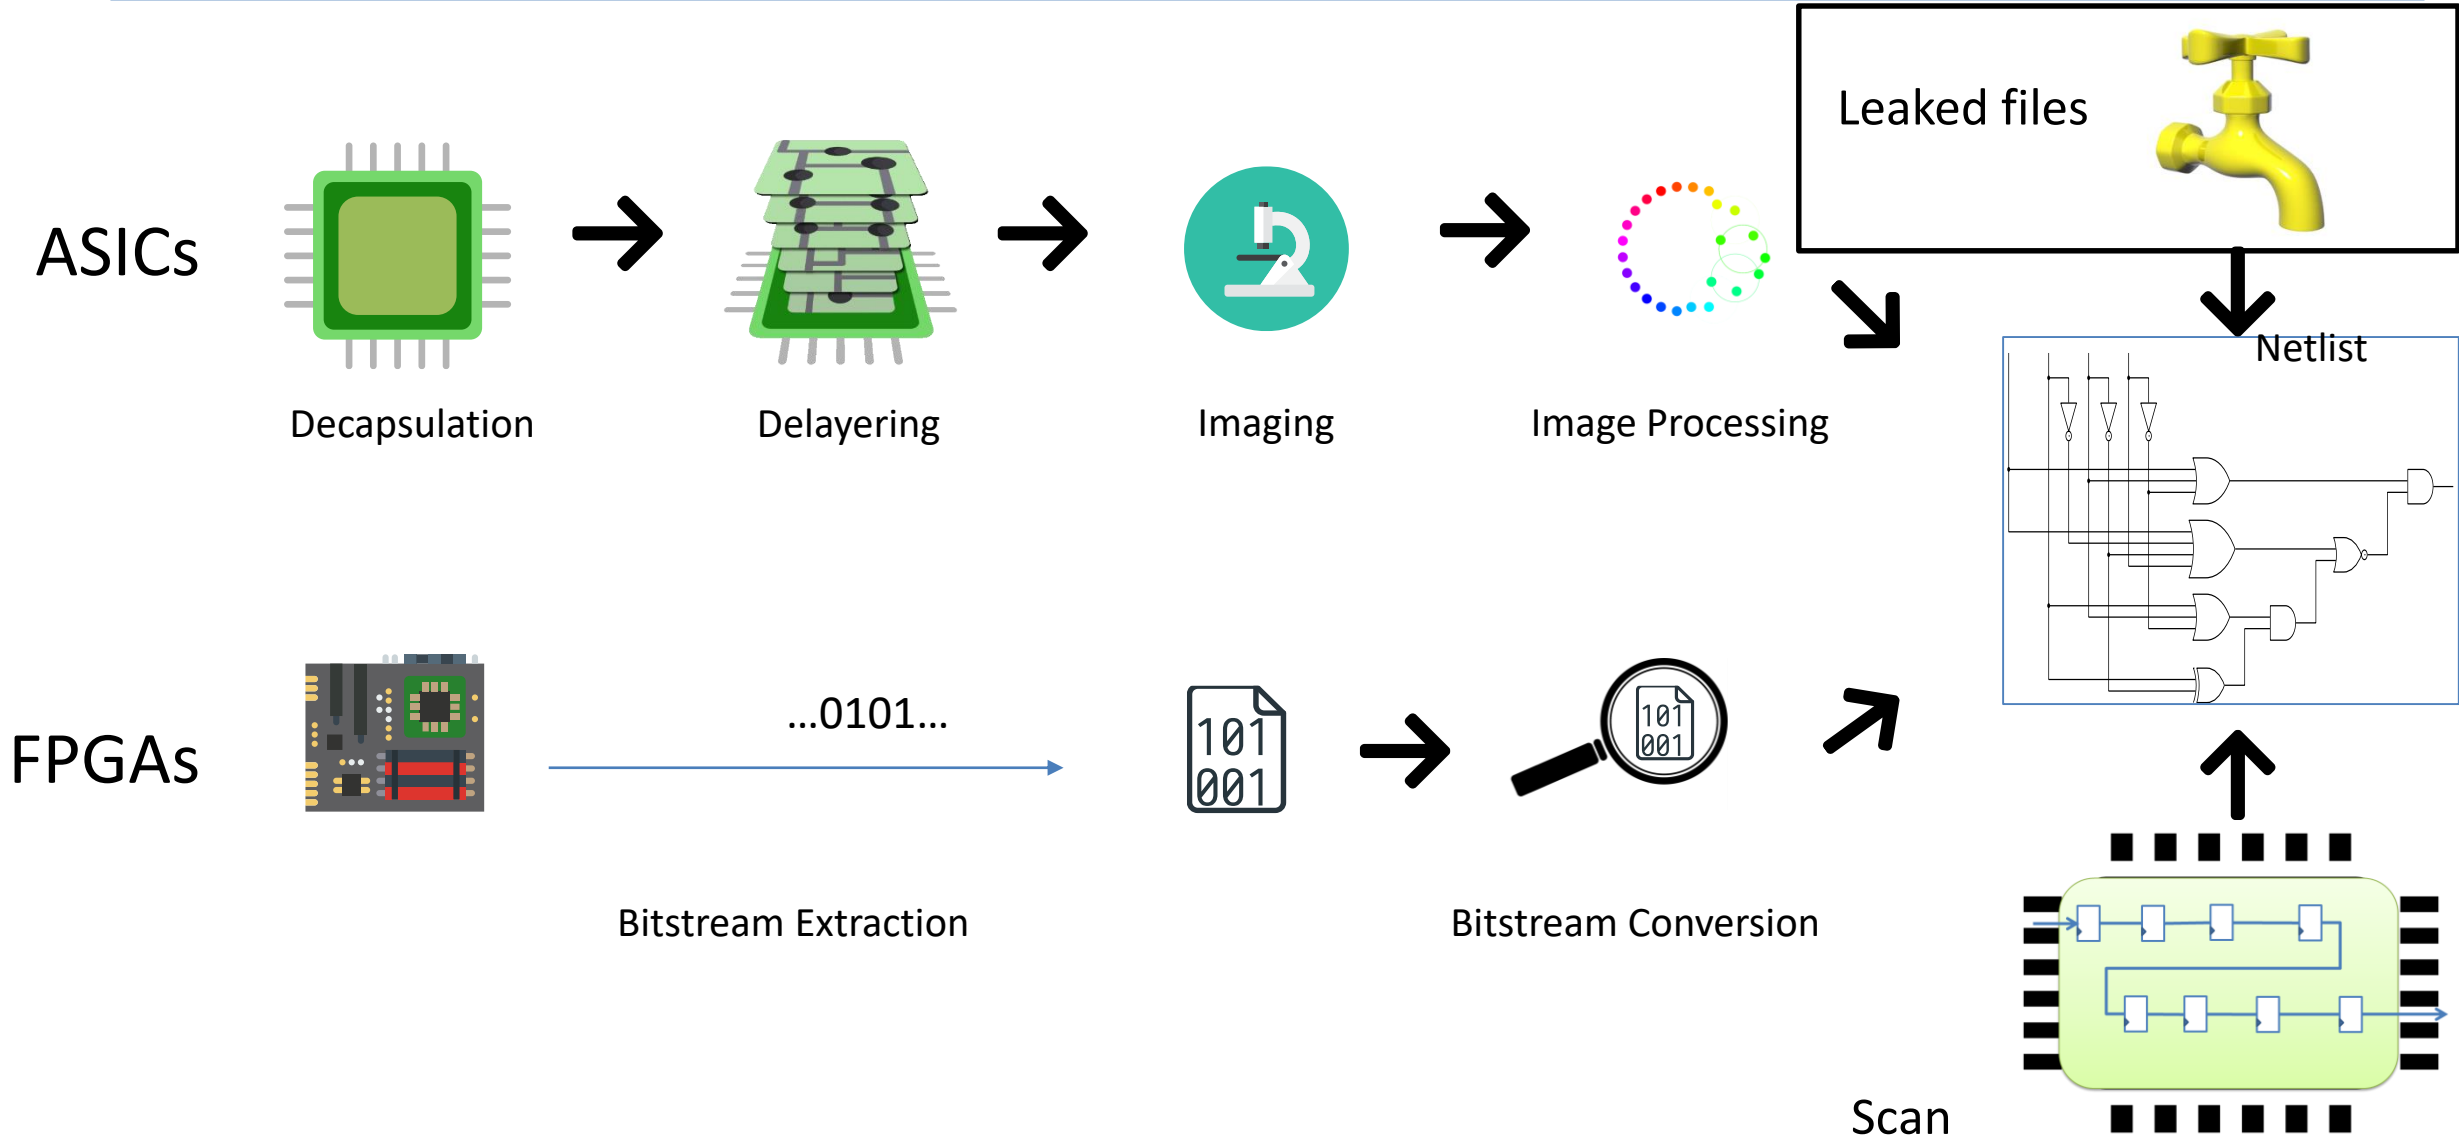 Leaked files
ASICs
Netlist
Decapsulation
Delayering
Imaging
Image Processing
FPGAs
...0101...
101
001
101
001
Bitstream Extraction
Bitstream Conversion
Scan